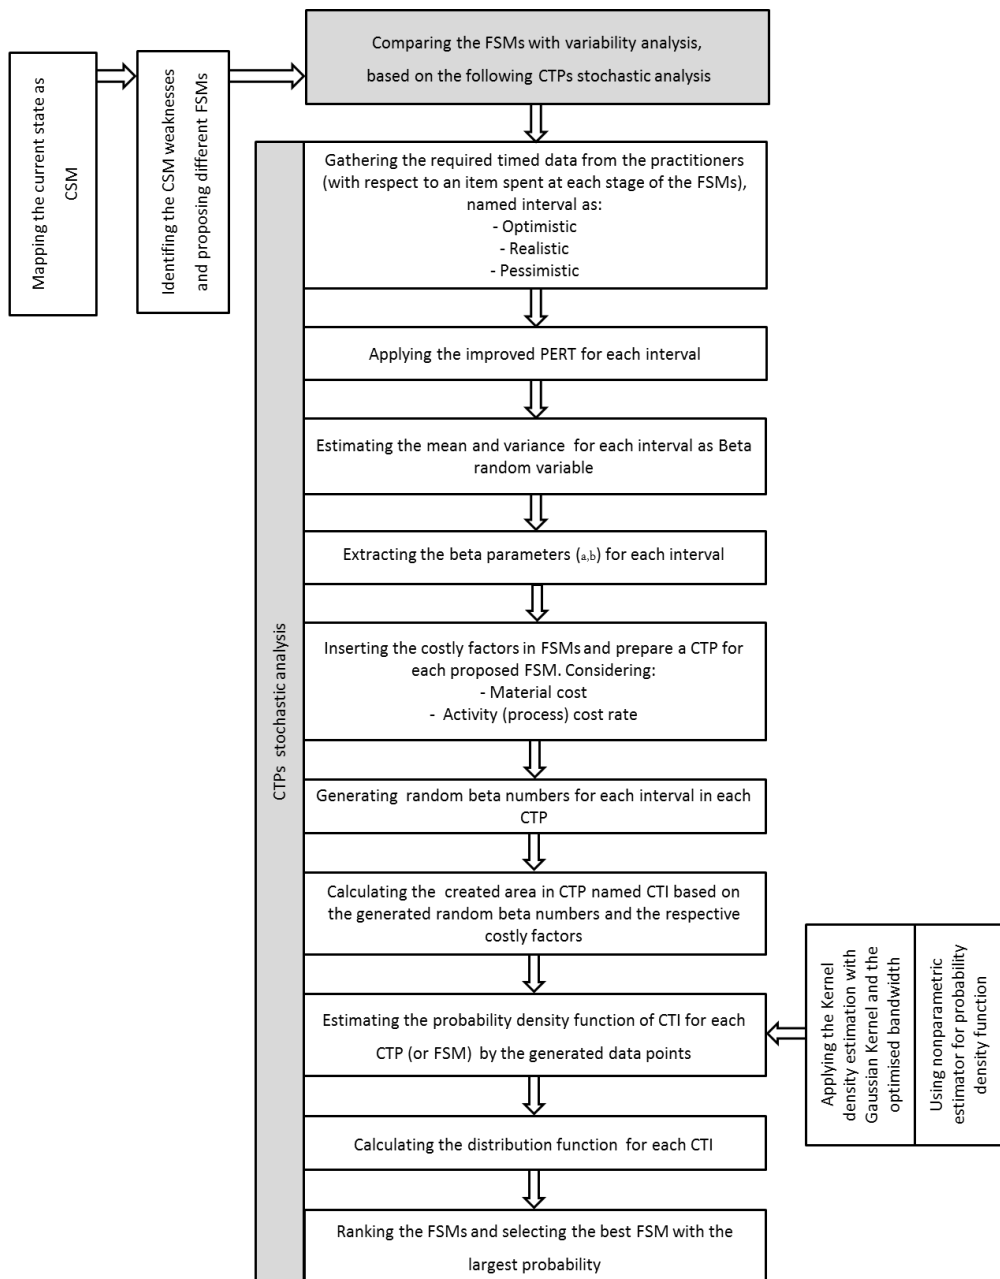 Mapping the current state as
CSM
Identifing the CSM weaknesses
and proposing different FSMs
Comparing the FSMs with variability analysis,
based on the following CTPs stochastic analysis
CTPs stochastic analysis
Gathering the required timed data from the practitioners
(with respect to an item spent at each stage of the FSMs),
named interval as:
- Optimistic
- Realistic
- Pessimistic
Applying the improved PERT for each interval
Estimating the mean and variance for each interval as Beta
random variable
Extracting the beta parameters (a,b) for each interval
Inserting the costly factors in FSMs and prepare a CTP for
each proposed FSM. Considering:
- Material cost
- Activity (process) cost rate
Generating random beta numbers for each interval in each
CTP
Calculating the created area in CTP named CTI based on
the generated random beta numbers and the respective
costly factors
Estimating the probability density function of CTI for each
CTP (or FSM) by the generated data points
Applying the Kernel
density estimation with
Gaussian Kernel and the
optimised bandwidth
Using nonparametric
estimator for probability
density function
Calculating the distribution function for each CTI
Ranking the FSMs and selecting the best FSM with the
largest probability